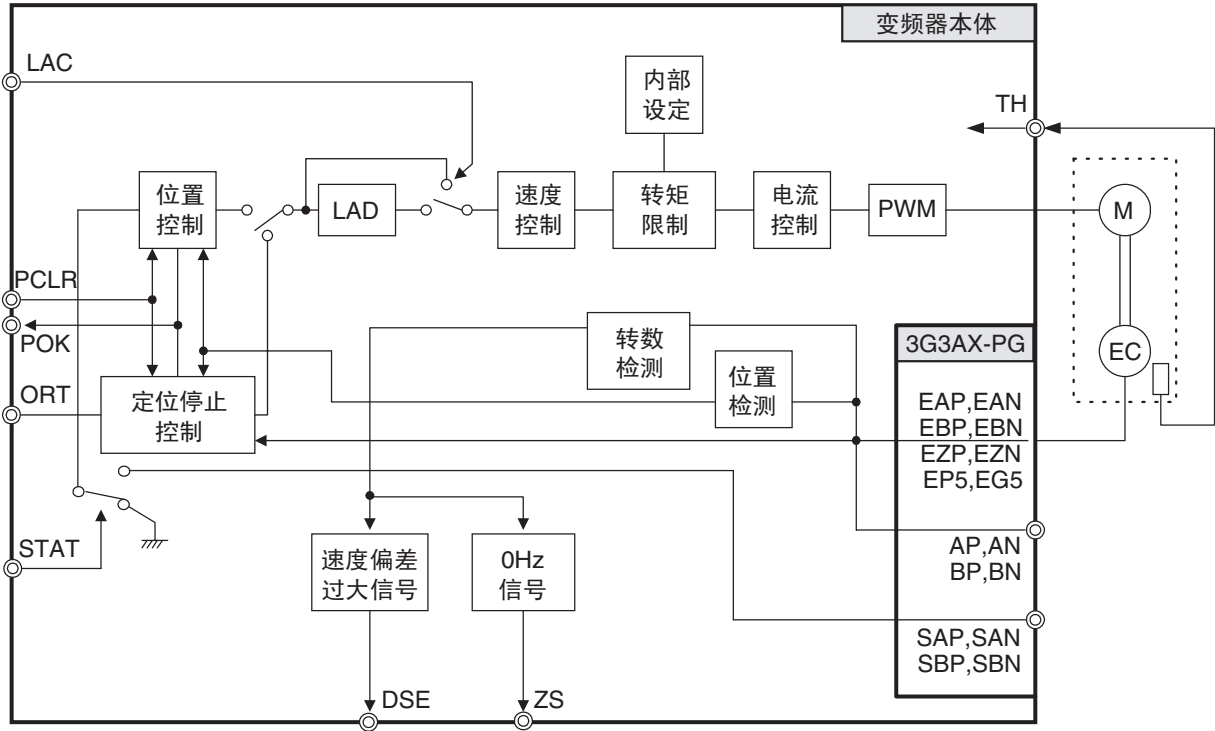 变频器本体
LAC
内部
设定
TH
位置
控制
LAD
速度
控制
转矩
限制
电流
控制
PWM
M
PCLR
POK
转数
检测
3G3AX-PG
EC
位置
检测
ORT
定位停止
控制
EAP,EAN
EBP,EBN
EZP,EZN
EP5,EG5
STAT
速度偏差
过大信号
0Hz
信号
AP,AN
BP,BN
SAP,SAN
SBP,SBN
DSE
ZS